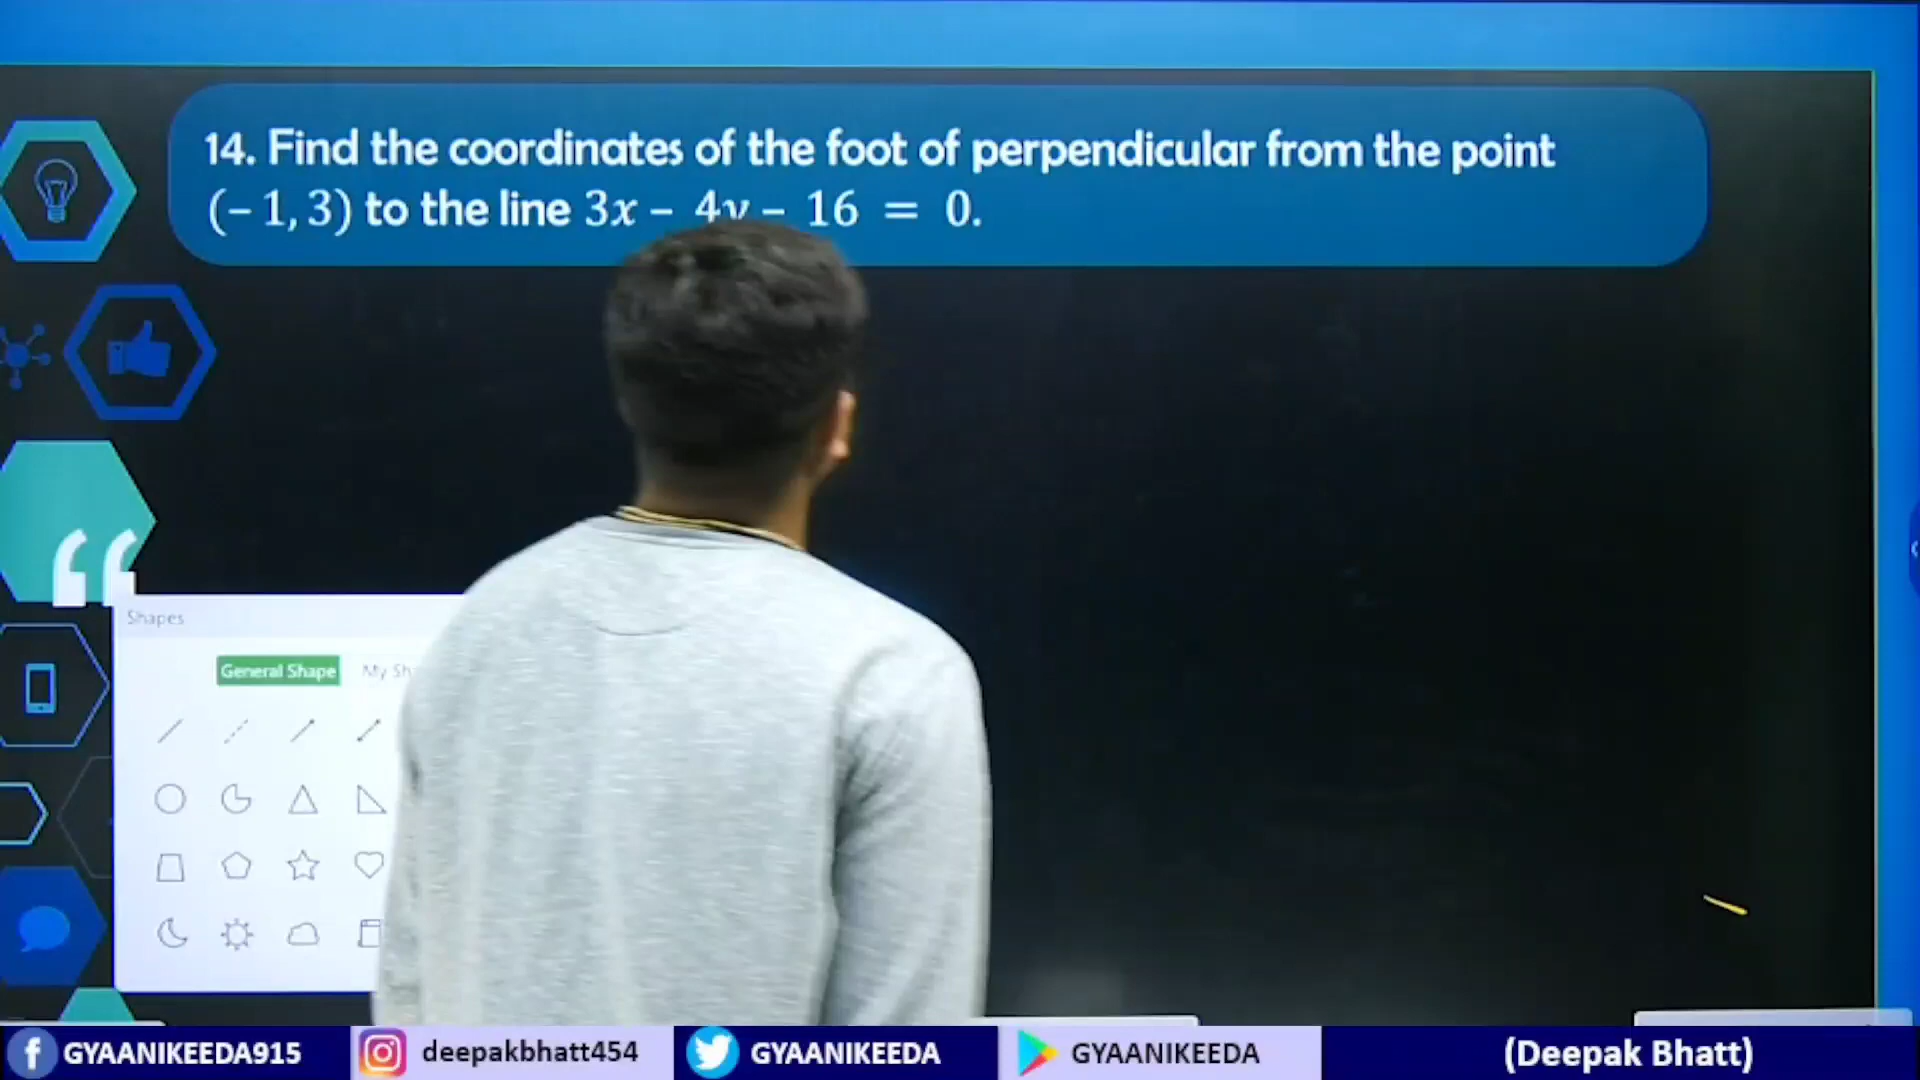 14. Find the coordinates of the foot of perpendicular from the point
(– 1, 3) to the line 3x – 4y – 16 = 0.
Shapes
General Shape
GYAANIKEEDA915
deepakbhatt454
GYAANIKEEDA
GYAANIKEEDA
(Deepak Bhatt)